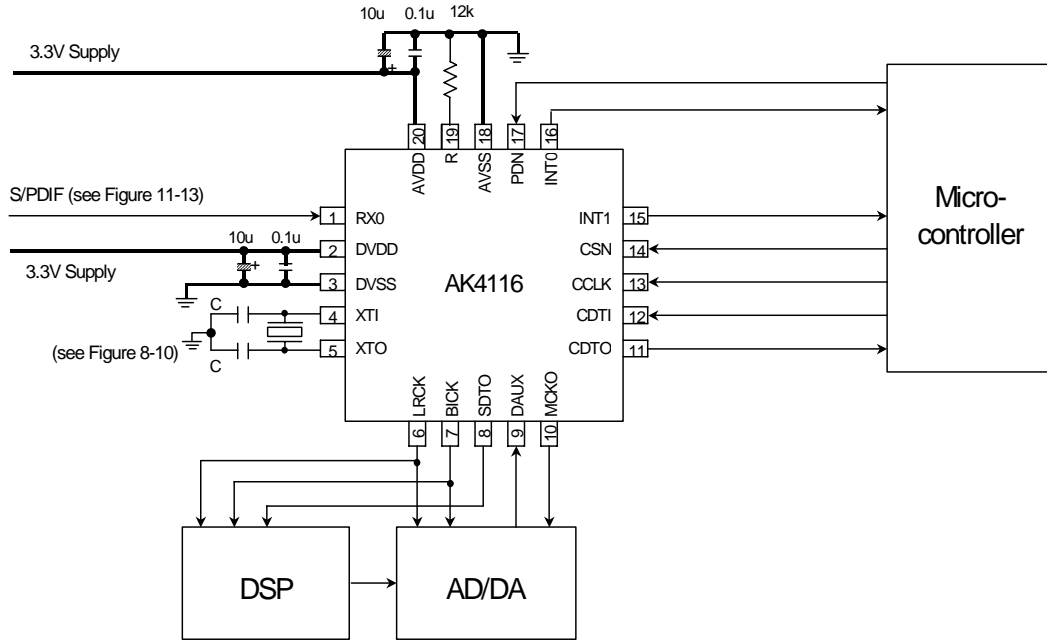 10u 0.1u 12k
3.3V Supply
20 19 18 17 16
AVDD R AVSS PDN INT0
S/PDIF (see Figure 11-13)
1 RX0
INT1 15
10u 0.1u
2 DVDD
CSN 14
3.3V Supply
3 DVSS
AK4116
CCLK 13
C
4 XTI
CDTI 12
(see Figure 8-10)
5 XTO
CDTO 11
C
LRCK BICK SDTO DAUX MCKO
6 7 8 9 10
Micro-
controller
DSP
AD/DA
+
+